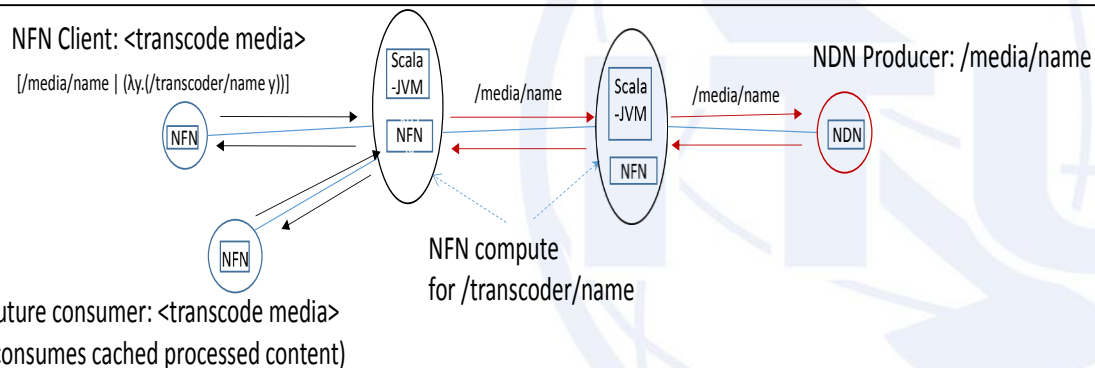 NFN Client: <transcode media>
[/media/name | (λy.(/transcoder/name y))]
NFN
Scala
-JVM
NFN
/media/name
Scala
-JVM
NFN
/media/name
NDN Producer: /media/name
NDN
NFN
NFN compute
for /transcoder/name
uture consumer: <transcode media>
consumes cached processed content)
ITU